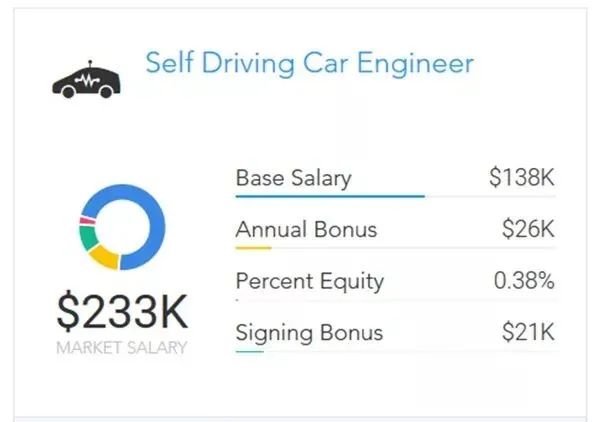 Self Driving Car Engineer
Base Salary $138K
Annual Bonus $26K
Percent Equity 0.38%
Signing Bonus $21K
$233K
MARKET SALARY